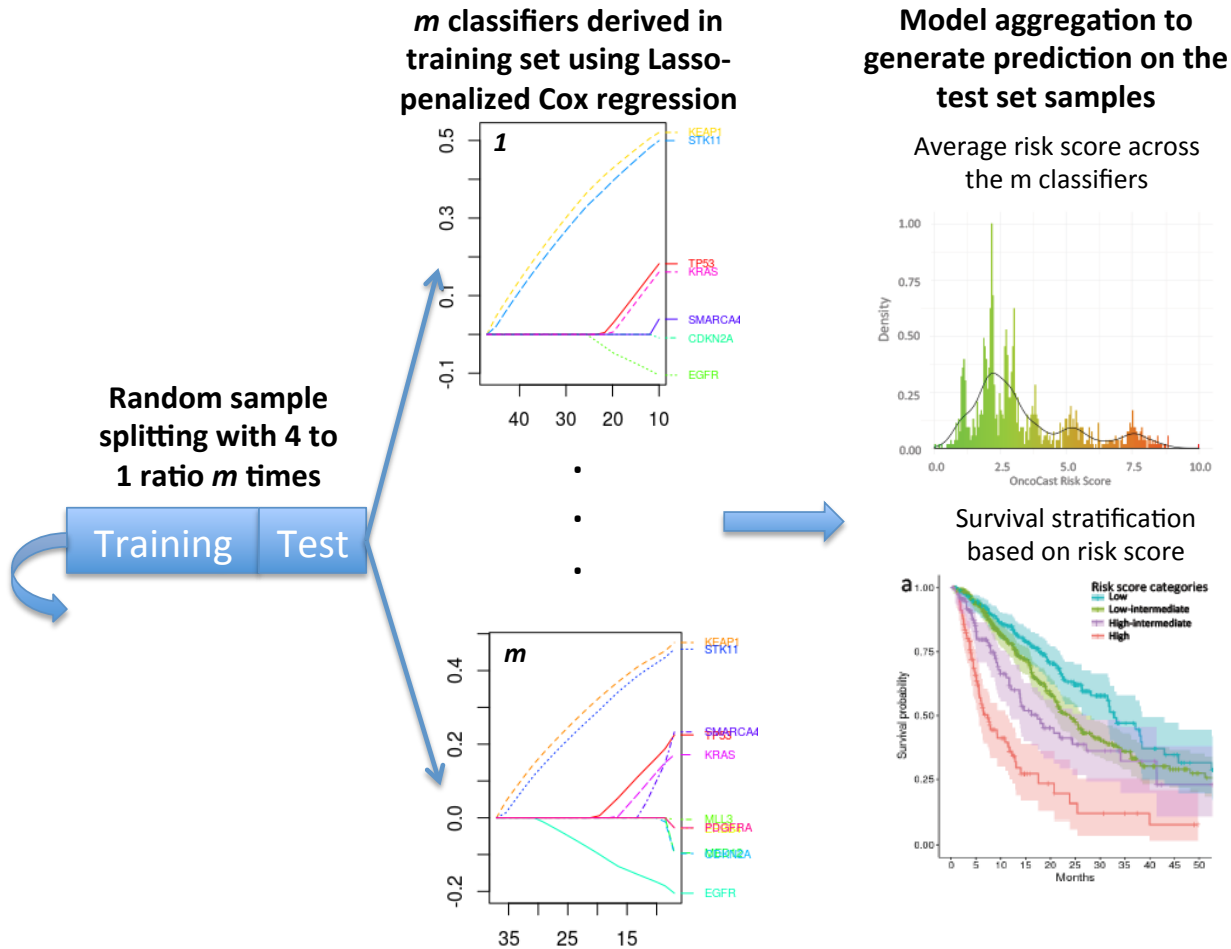 m classifiers derived in
training set using Lasso-
penalized Cox regression
Model aggregation to
generate prediction on the
test set samples
Average risk score across
the m classifiers
Random sample
splitting with 4 to
1 ratio m times
Training Test
1
0.5
0.3
0.1
-0.1
KEAP1
STK11
TP53
KRAS
SMARCA4
CDKN2A
EGFR
40 30 20 10
.
.
.
m
0.4
0.2
0.0
-0.2
KEAP1
STK11
SMARCA4
TP53
KRAS
MLL3
PDGFRA
CDKN2A
EGFR
35 25 15
1.00
0.75
0.50
0.25
0.00
Density
0.0 2.5 5.0 7.5 10.0
OncoCast Risk Score
Survival stratification
based on risk score
a
Risk score categories
Low
Low-intermediate
High-intermediate
High
1.00
0.75
0.50
0.25
0.00
Survival probability
0 5 10 15 20 25 30 35 40 45 50
Months